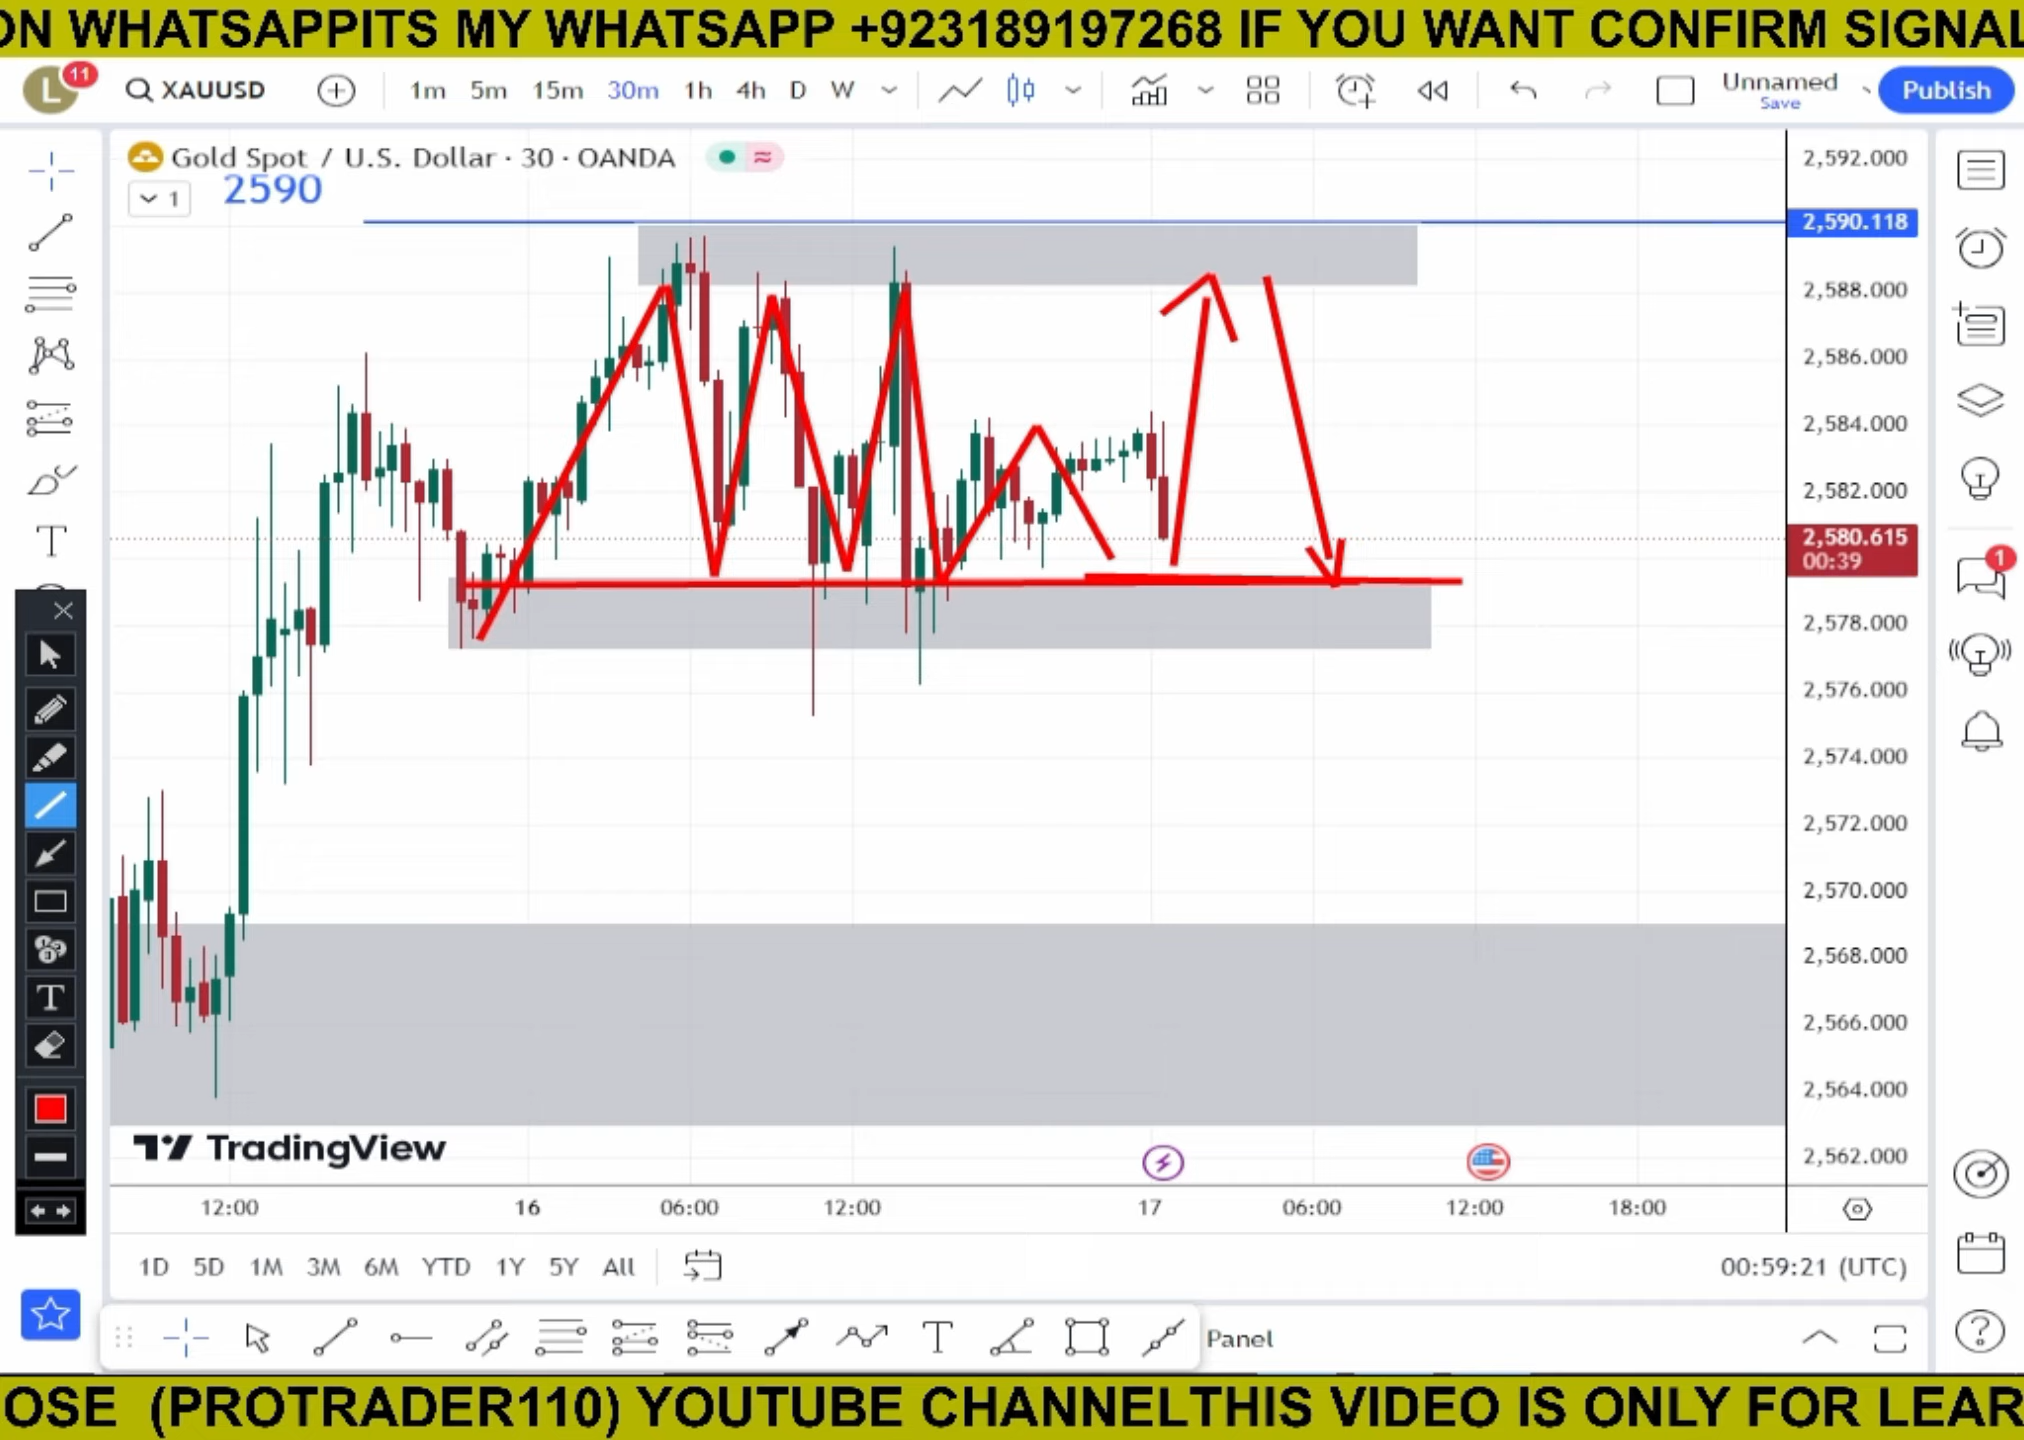 ON WHATSAPPITS MY WHATSAPP +923189197268 IF YOU WANT CONFIRM SIGNAL
L 11 XAUUSD 1m 5m 15m 30m 1h 4h D W Unnamed Save Publish
Gold Spot / U.S. Dollar · 30 · OANDA
1 2590
2,592.000
2,590.118
2,588.000
2,586.000
2,584.000
2,582.000
2,580.615
00:39
2,578.000
2,576.000
2,574.000
2,572.000
2,570.000
2,568.000
2,566.000
2,564.000
2,562.000
1
TradingView
12:00 16 06:00 12:00 17 06:00 12:00 18:00
1D 5D 1M 3M 6M YTD 1Y 5Y All 00:59:21 (UTC)
Panel
OSE (PROTRADER110) YOUTUBE CHANNELTHIS VIDEO IS ONLY FOR LEAR